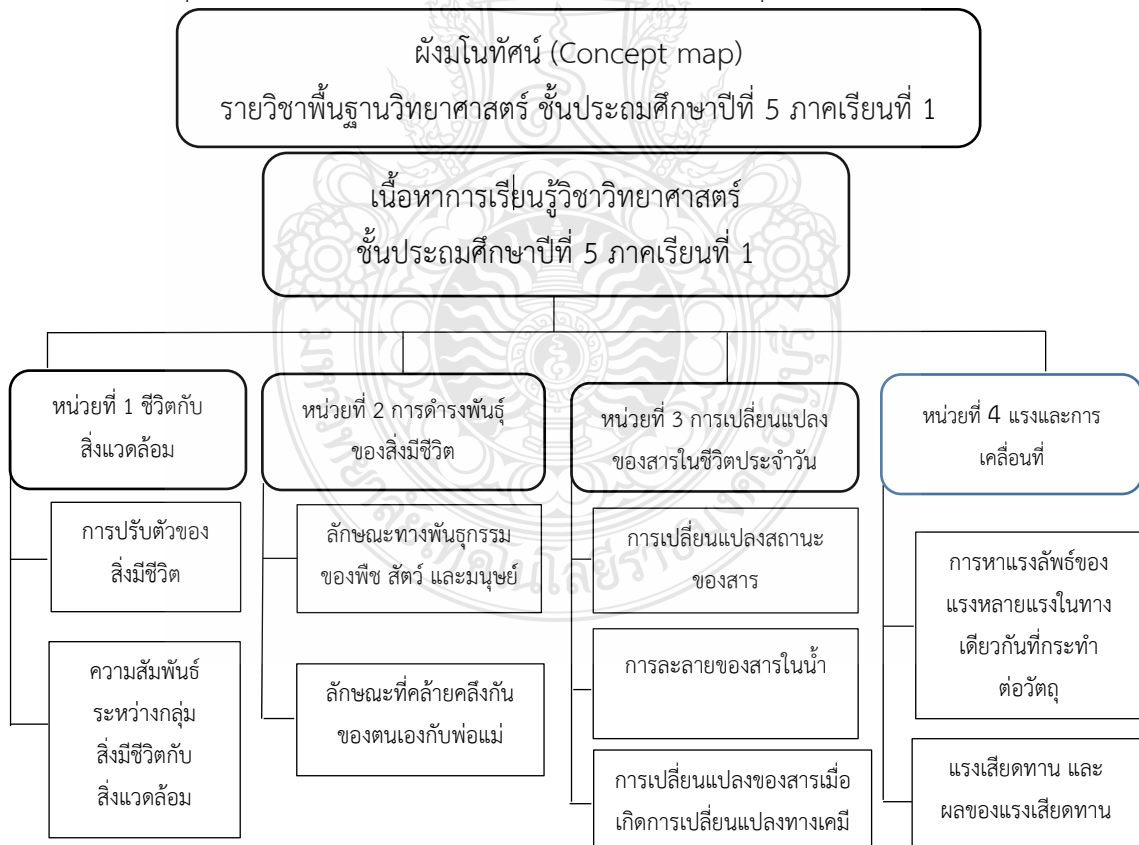 ผังมโนทัศน์ (Concept map)
รายวิชาพื้นฐานวิทยาศาสตร์ ชั้นประถมศึกษาปีที่ 5 ภาคเรียนที่ 1
เนื้อหาการเรียนรู้วิชาวิทยาศาสตร์
ชั้นประถมศึกษาปีที่ 5 ภาคเรียนที่ 1
หน่วยที่ 1 ชีวิตกับ
สิ่งแวดล้อม
การปรับตัวของ
สิ่งมีชีวิต
ความสัมพันธ์
ระหว่างกลุ่ม
สิ่งมีชีวิตกับ
สิ่งแวดล้อม
หน่วยที่ 2 การดำรงพันธุ์
ของสิ่งมีชีวิต
ลักษณะทางพันธุกรรม
ของพืช สัตว์ และมนุษย์
ลักษณะที่คล้ายคลึงกัน
ของตนเองกับพ่อแม่
หน่วยที่ 3 การเปลี่ยนแปลง
ของสารในชีวิตประจำวัน
การเปลี่ยนแปลงสถานะ
ของสาร
การละลายของสารในน้ำ
การเปลี่ยนแปลงของสารเมื่อ
เกิดการเปลี่ยนแปลงทางเคมี
หน่วยที่ 4 แรงและการ
เคลื่อนที่
การหาแรงลัพธ์ของ
แรงหลายแรงในทาง
เดียวกันที่กระทำ
ต่อวัตถุ
แรงเสียดทาน และ
ผลของแรงเสียดทาน